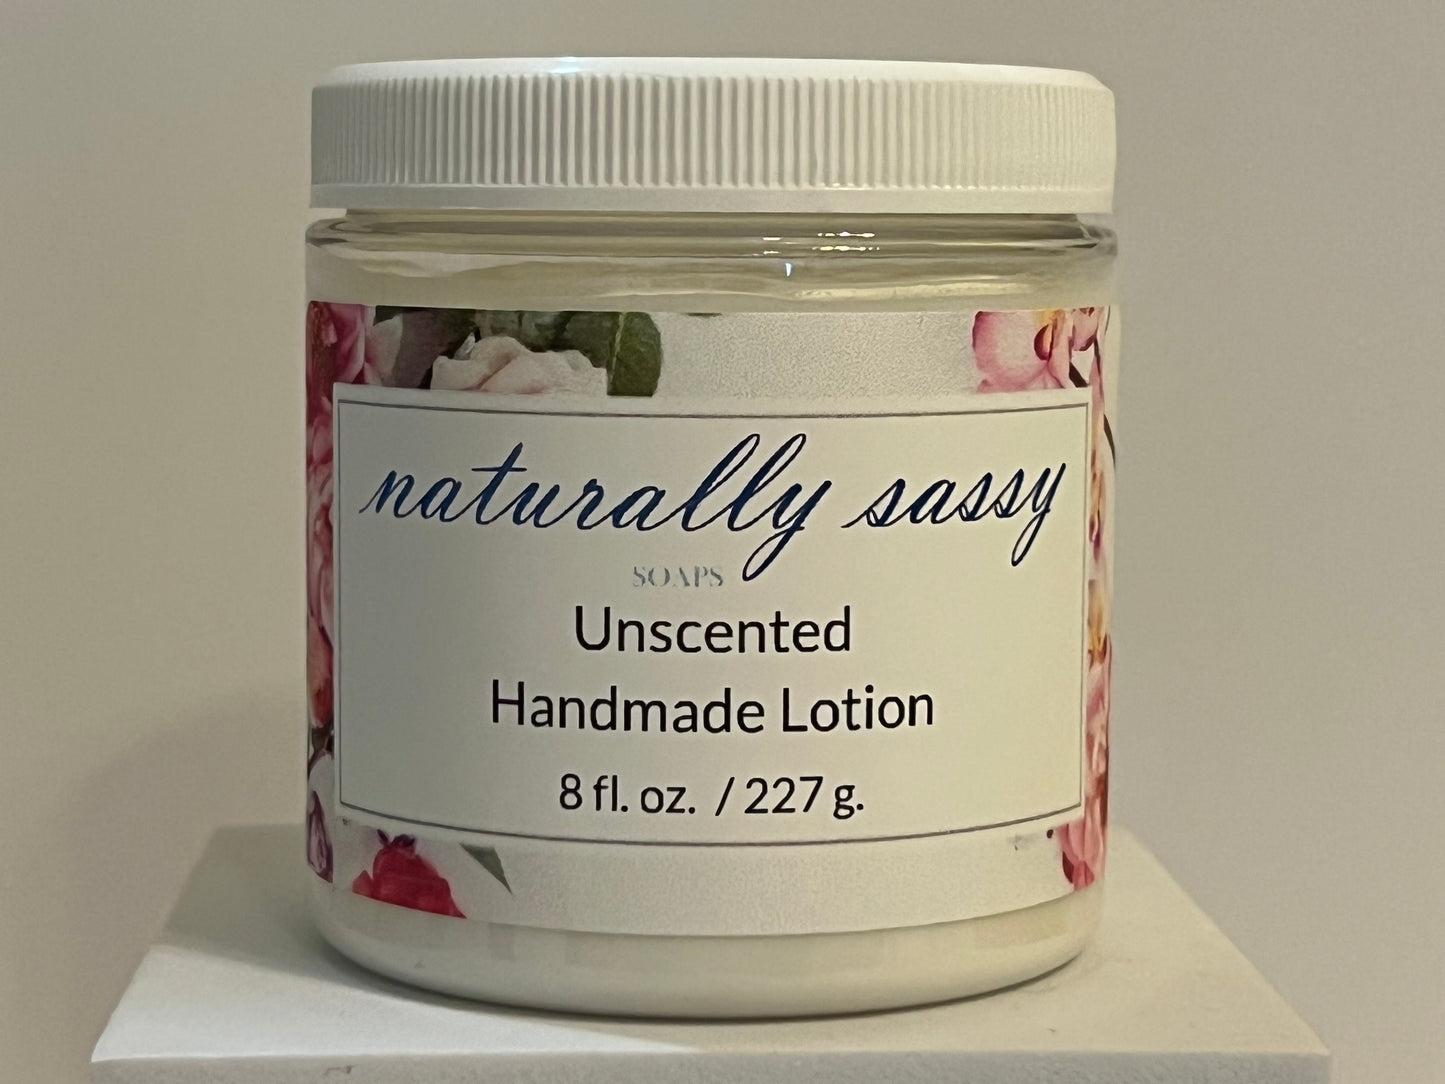 naturally sassy
SOAPS
Unscented
Handmade Lotion
8 fl. oz. / 227 g.